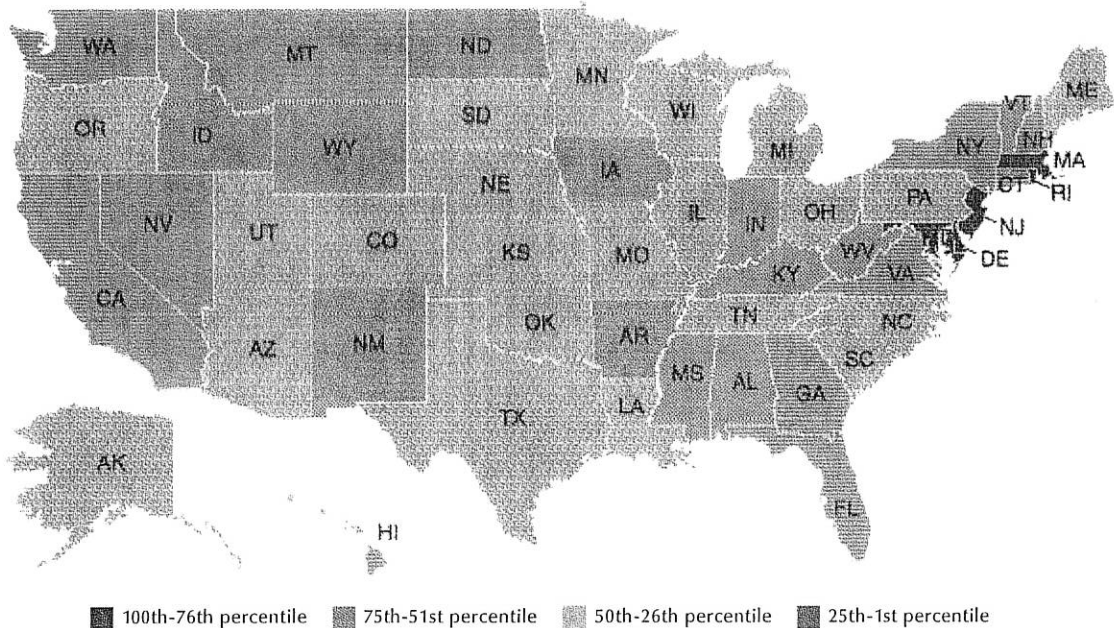 WA MT ND MN ME
OR ID WY SD WI MI NY VT NH MA
NV UT CO NE IA IL IN OH PA CT RI
CA KS MO KY WV VA NJ
AZ NM OK AR TN NC DE
TX LA MS AL GA SC
AK HI FL
100th-76th percentile 75th-51st percentile 50th-26th percentile 25th-1st percentile